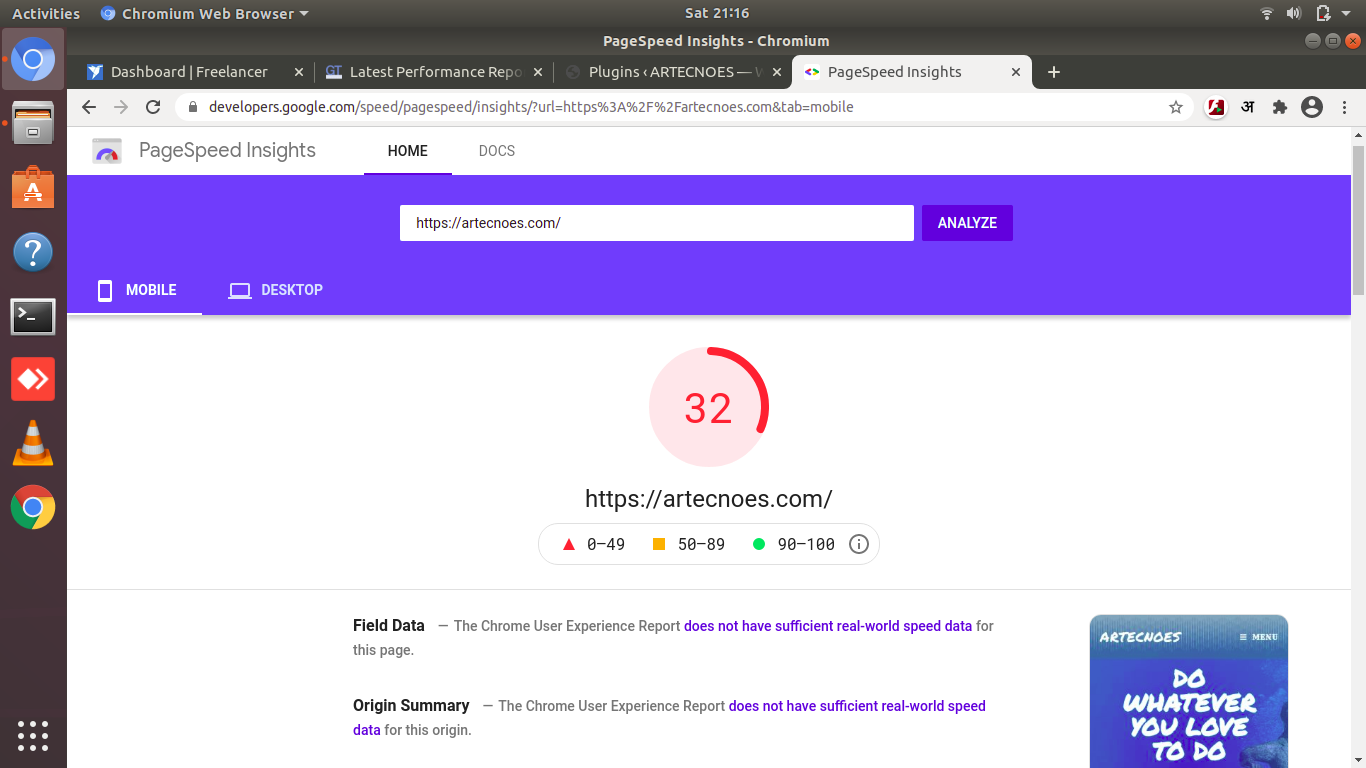 Activities
Chromium Web Browser
Sat 21:16
PageSpeed Insights - Chromium
Dashboard | Freelancer
GT
Latest Performance Repo
Plugins ‹ ARTECNOES — W
PageSpeed Insights
developers.google.com/speed/pagespeed/insights/?url=https%3A%2F%2Fartecnoes.com&tab=mobile
अ
PageSpeed Insights
HOME
DOCS
https://artecnoes.com/
ANALYZE
MOBILE
DESKTOP
32
https://artecnoes.com/
0–49
50–89
90–100
Field Data — The Chrome User Experience Report does not have sufficient real-world speed data for
this page.
Origin Summary — The Chrome User Experience Report does not have sufficient real-world speed
data for this origin.
ARTECNOES
≡ MENU
DO
WHATEVER
YOU LOVE
TO DO